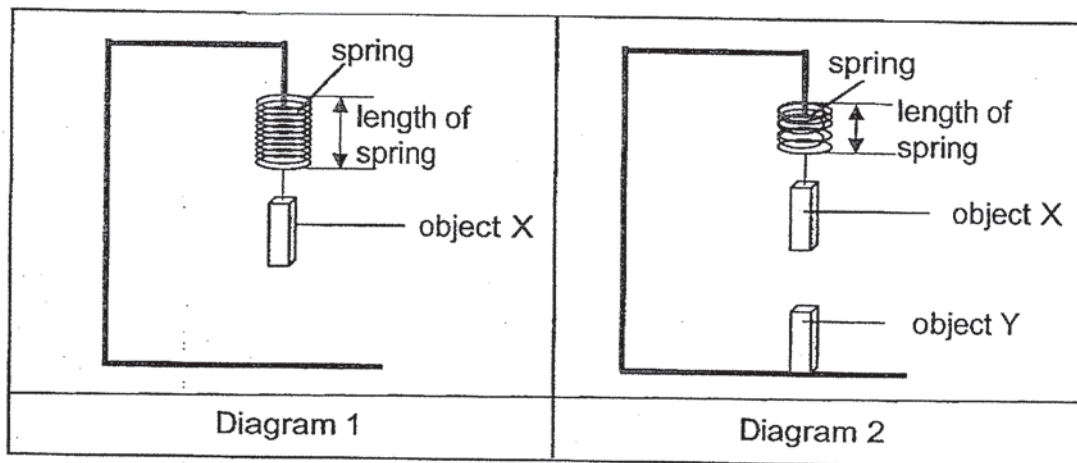 spring
length of
spring
object X
Diagram 1
spring
length of
spring
object X
object Y
Diagram 2